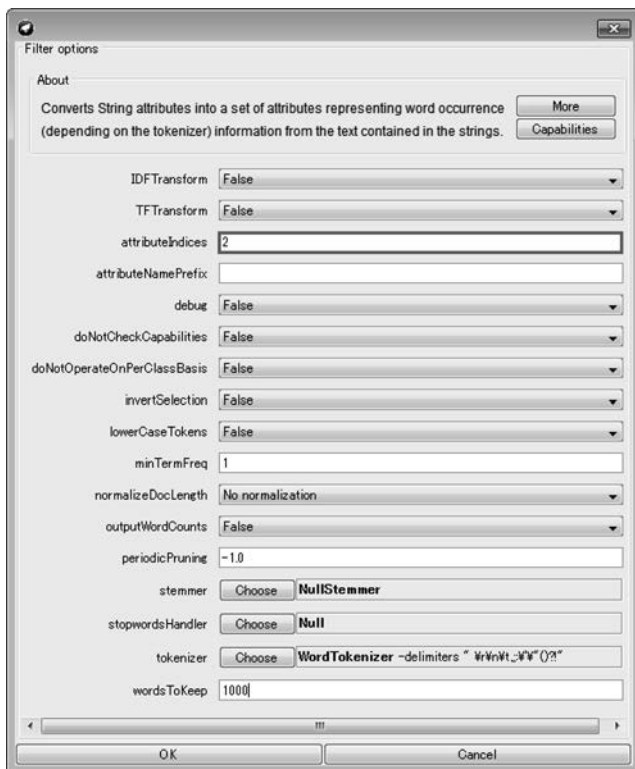 Filter options
About
Converts String attributes into a set of attributes representing word occurrence
(depending on the tokenizer) information from the text contained in the strings.
More
Capabilities
IDFTransform False
TFTransform False
attributeIndices 2
attributeNamePrefix
debug False
doNotCheckCapabilities False
doNotOperateOnPerClassBasis False
invertSelection False
lowerCaseTokens False
minTermFreq 1
normalizeDocLength No normalization
outputWordCounts False
periodicPruning -1.0
stemmer Choose NullStemmer
stopwordsHandler Choose Null
tokenizer Choose WordTokenizer -delimiters " ¥r¥n¥t.,;:¥'¥"()?!"
wordsToKeep 1000
OK Cancel